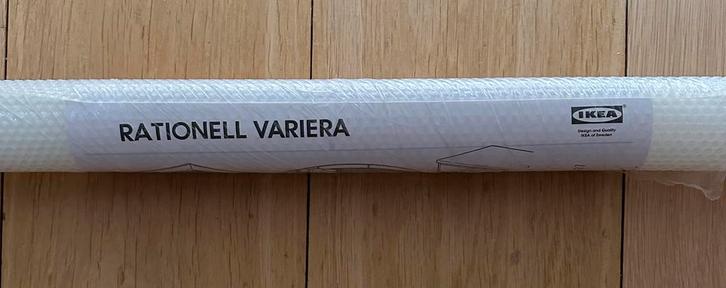 RATIONELL VARIERA
IKEA
Design and Quality
IKEA of Sweden